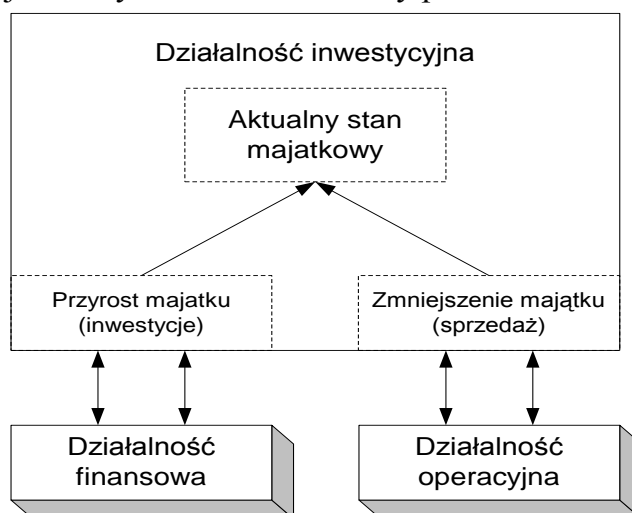 Działalność inwestycyjna
Aktualny stan
majatkowy
Przyrost majatku
(inwestycje)
Zmniejszenie majątku
(sprzedaż)
Działalność
finansowa
Działalność
operacyjna